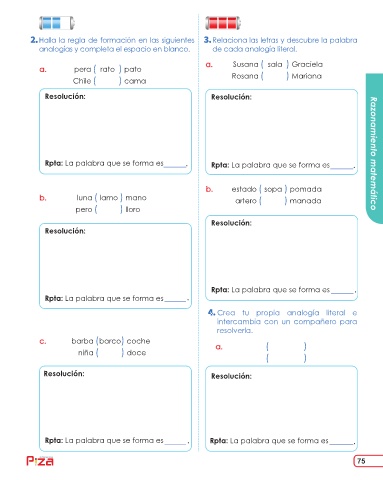 2. Halla la regla de formación en las siguientes
analogías y completa el espacio en blanco.
a. pera ( rato ) pato
Chile ( ) cama
Resolución:
Rpta: La palabra que se forma es______.
b. luna ( lamo ) mano
pero ( ) lloro
Resolución:
Rpta: La palabra que se forma es______.
c. barba (barco) coche
niña ( ) doce
Resolución:
Rpta: La palabra que se forma es______.
3. Relaciona las letras y descubre la palabra
de cada analogía literal.
a. Susana ( sala ) Graciela
Rosana ( ) Mariana
Resolución:
Rpta: La palabra que se forma es______.
b. estado ( sopa ) pomada
artero ( ) manada
Resolución:
Rpta: La palabra que se forma es______.
4. Crea tu propia analogía literal e
intercambia con un compañero para
resolverla.
a. ( )
( )
Resolución:
Rpta: La palabra que se forma es______.
Razonamiento matemático
Piza
75